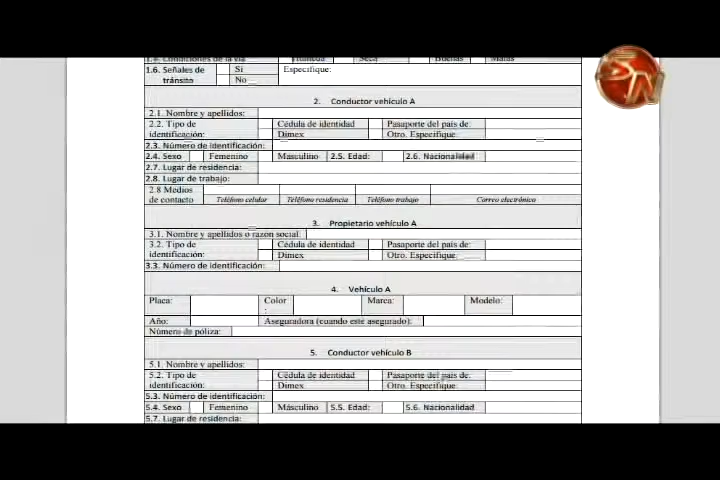 1.6. Señales de tránsito Si Especifique:
No
2. Conductor vehículo A
2.1. Nombre y apellidos:
2.2. Tipo de identificación: Cédula de identidad Pasaporte del país de:
Dimex Otro. Especifique.
2.3. Número de identificación:
2.4. Sexo Femenino Masculino 2.5. Edad: 2.6. Nacionalidad
2.7. Lugar de residencia:
2.8. Lugar de trabajo:
2.8 Medios de contacto
Teléfono celular Teléfono residencia Teléfono trabajo Correo electrónico
3. Propietario vehículo A
3.1. Nombre y apellidos o razon social:
3.2. Tipo de identificación: Cédula de identidad Pasaporte del país de:
Dimex Otro. Especifique.
3.3. Número de identificación:
4. Vehículo A
Placa: Color : Marca: Modelo:
Año: Aseguradora (cuando esté asegurado):
Número de póliza:
5. Conductor vehículo B
5.1. Nombre y apellidos:
5.2. Tipo de identificación: Cédula de identidad Pasaporte del país de:
Dimex Otro. Especifique.
5.3. Número de identificación:
5.4. Sexo Femenino Másculino 5.5. Edad: 5.6. Nacionalidad
5.7. Lugar de residencia: